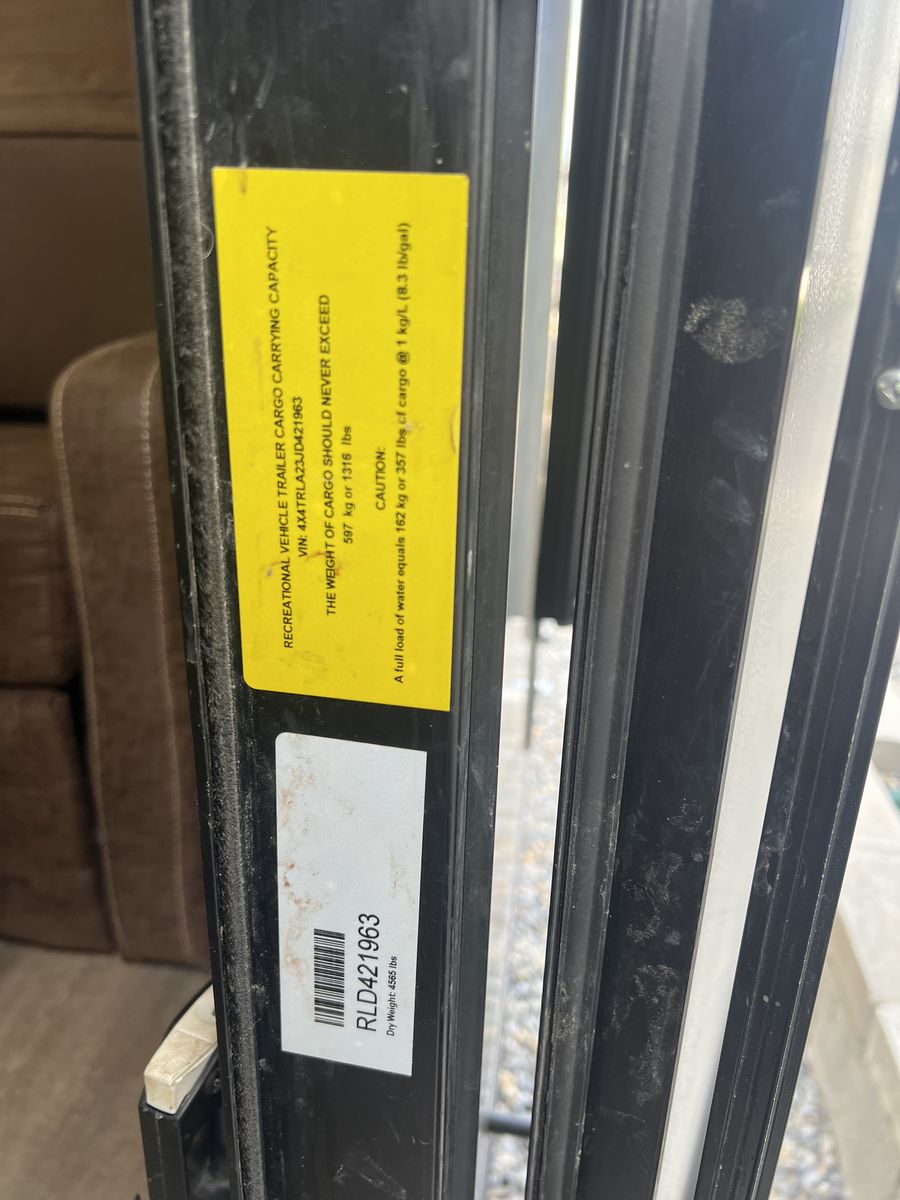 RECREATIONAL VEHICLE TRAILER CARGO CARRYING CAPACITY
VIN: 4X4TRLA23JD421963
THE WEIGHT OF CARGO SHOULD NEVER EXCEED
597 kg or 1316 lbs
CAUTION:
A full load of water equals 162 kg or 357 lbs of cargo @ 1 kg/L (8.3 lb/gal)
RLD421963
Dry Weight: 4565 lbs